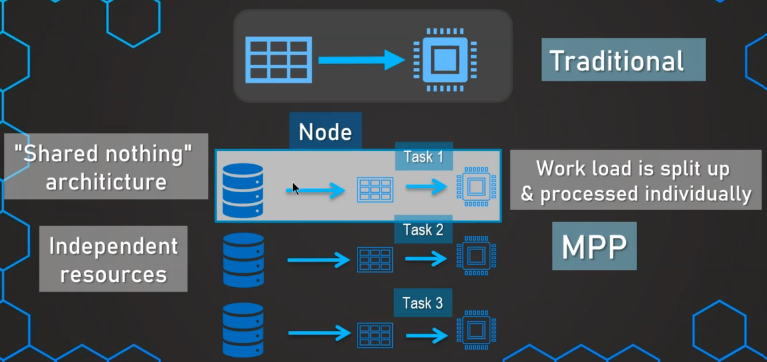 Traditional
Node
"Shared nothing"
architicture
Task 1
Work load is split up
& processed individually
Independent
resources
Task 2
MPP
Task 3